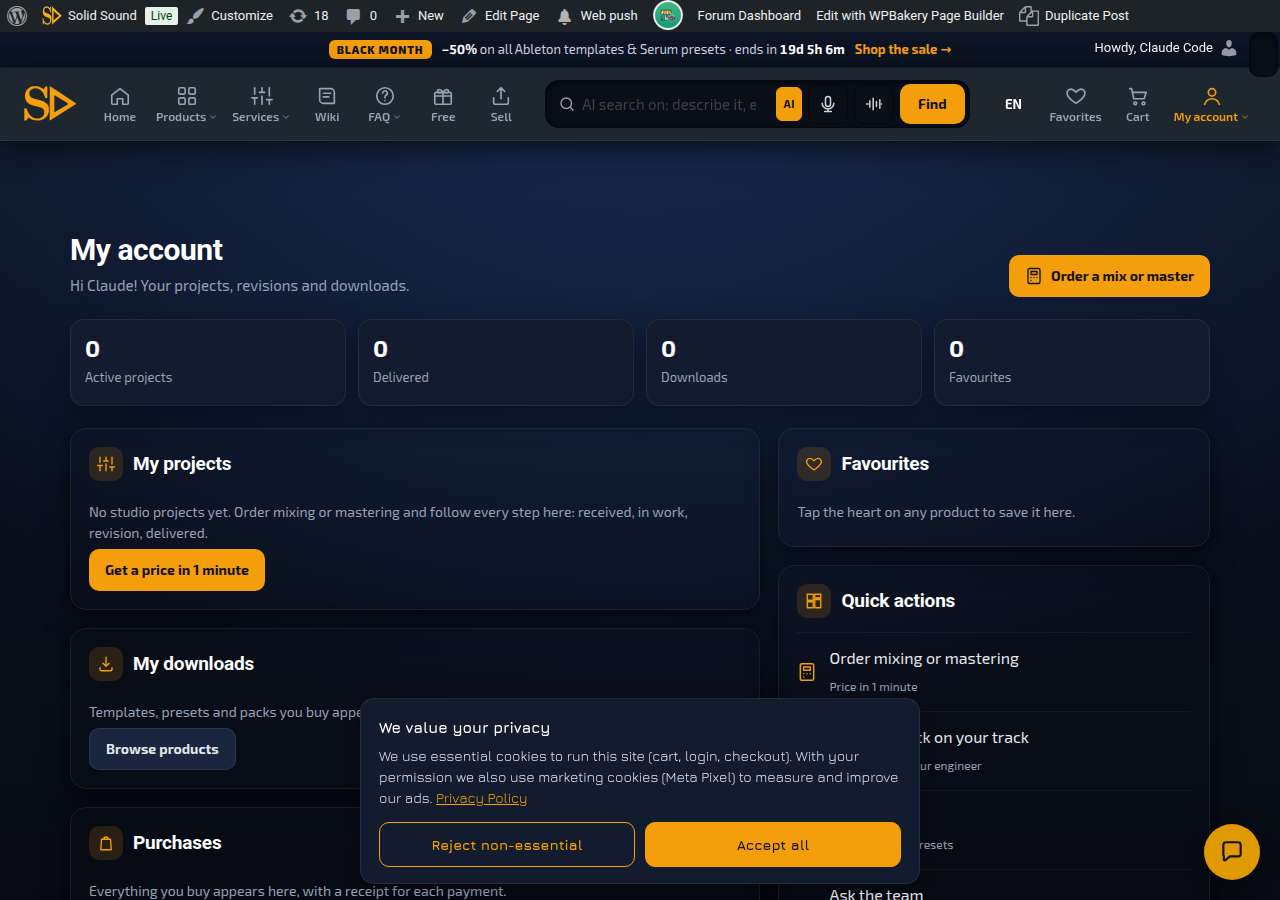 Solid Sound Live Customize 18 0 New Edit Page Web push Forum Dashboard Edit with WPBakery Page Builder Duplicate Post
BLACK MONTH −50% on all Ableton templates & Serum presets · ends in 19d 5h 6m Shop the sale →
Howdy, Claude Code
Home Products Services Wiki FAQ Free Sell
AI search on: describe it, e
AI
Find
EN
Favorites Cart My account
My account
Hi Claude! Your projects, revisions and downloads.
Order a mix or master
0
Active projects
0
Delivered
0
Downloads
0
Favourites
My projects
No studio projects yet. Order mixing or mastering and follow every step here: received, in work,
revision, delivered.
Get a price in 1 minute
Favourites
Tap the heart on any product to save it here.
Quick actions
Order mixing or mastering
Price in 1 minute
on your track
engineer
Ask the team
My downloads
Templates, presets and packs you buy
Browse products
Purchases
Everything you buy appears here, with a receipt for each payment.
We value your privacy
We use essential cookies to run this site (cart, login, checkout). With your
permission we also use marketing cookies (Meta Pixel) to measure and improve
our ads. Privacy Policy
Reject non-essential
Accept all